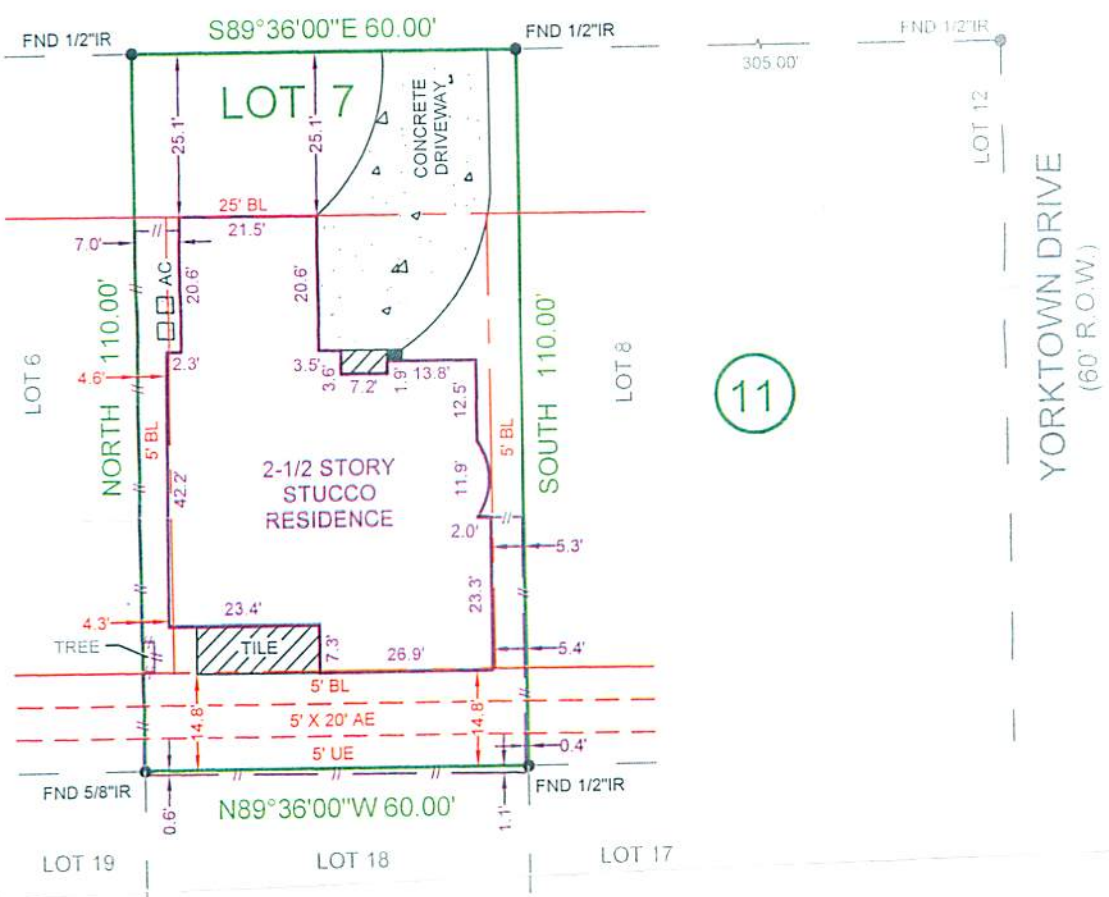 S89°36'00"E 60.00'
FND 1/2"IR
FND 1/2"IR
FND 1/2"IR
305.00'
LOT 7
CONCRETE
DRIVEWAY
LOT 12
25.1'
25.1'
YORKTOWN DRIVE
(60' R.O.W.)
25' BL
21.5'
7.0'
AC
20.6'
20.6'
NORTH 110.00'
SOUTH 110.00'
LOT 6
LOT 8
2.3'
3.5'
3.6'
7.2'
1.9'
13.8'
4.6'
12.5'
11
5' BL
5' BL
42.2'
2-1/2 STORY
STUCCO
RESIDENCE
11.9'
2.0'
5.3'
23.3'
23.4'
4.3'
TREE
TILE
7.3'
26.9'
5.4'
5' BL
14.8'
14.8'
5' X 20' AE
5' UE
0.4'
FND 5/8"IR
FND 1/2"IR
N89°36'00"W 60.00'
0.6'
1.1'
LOT 19
LOT 18
LOT 17